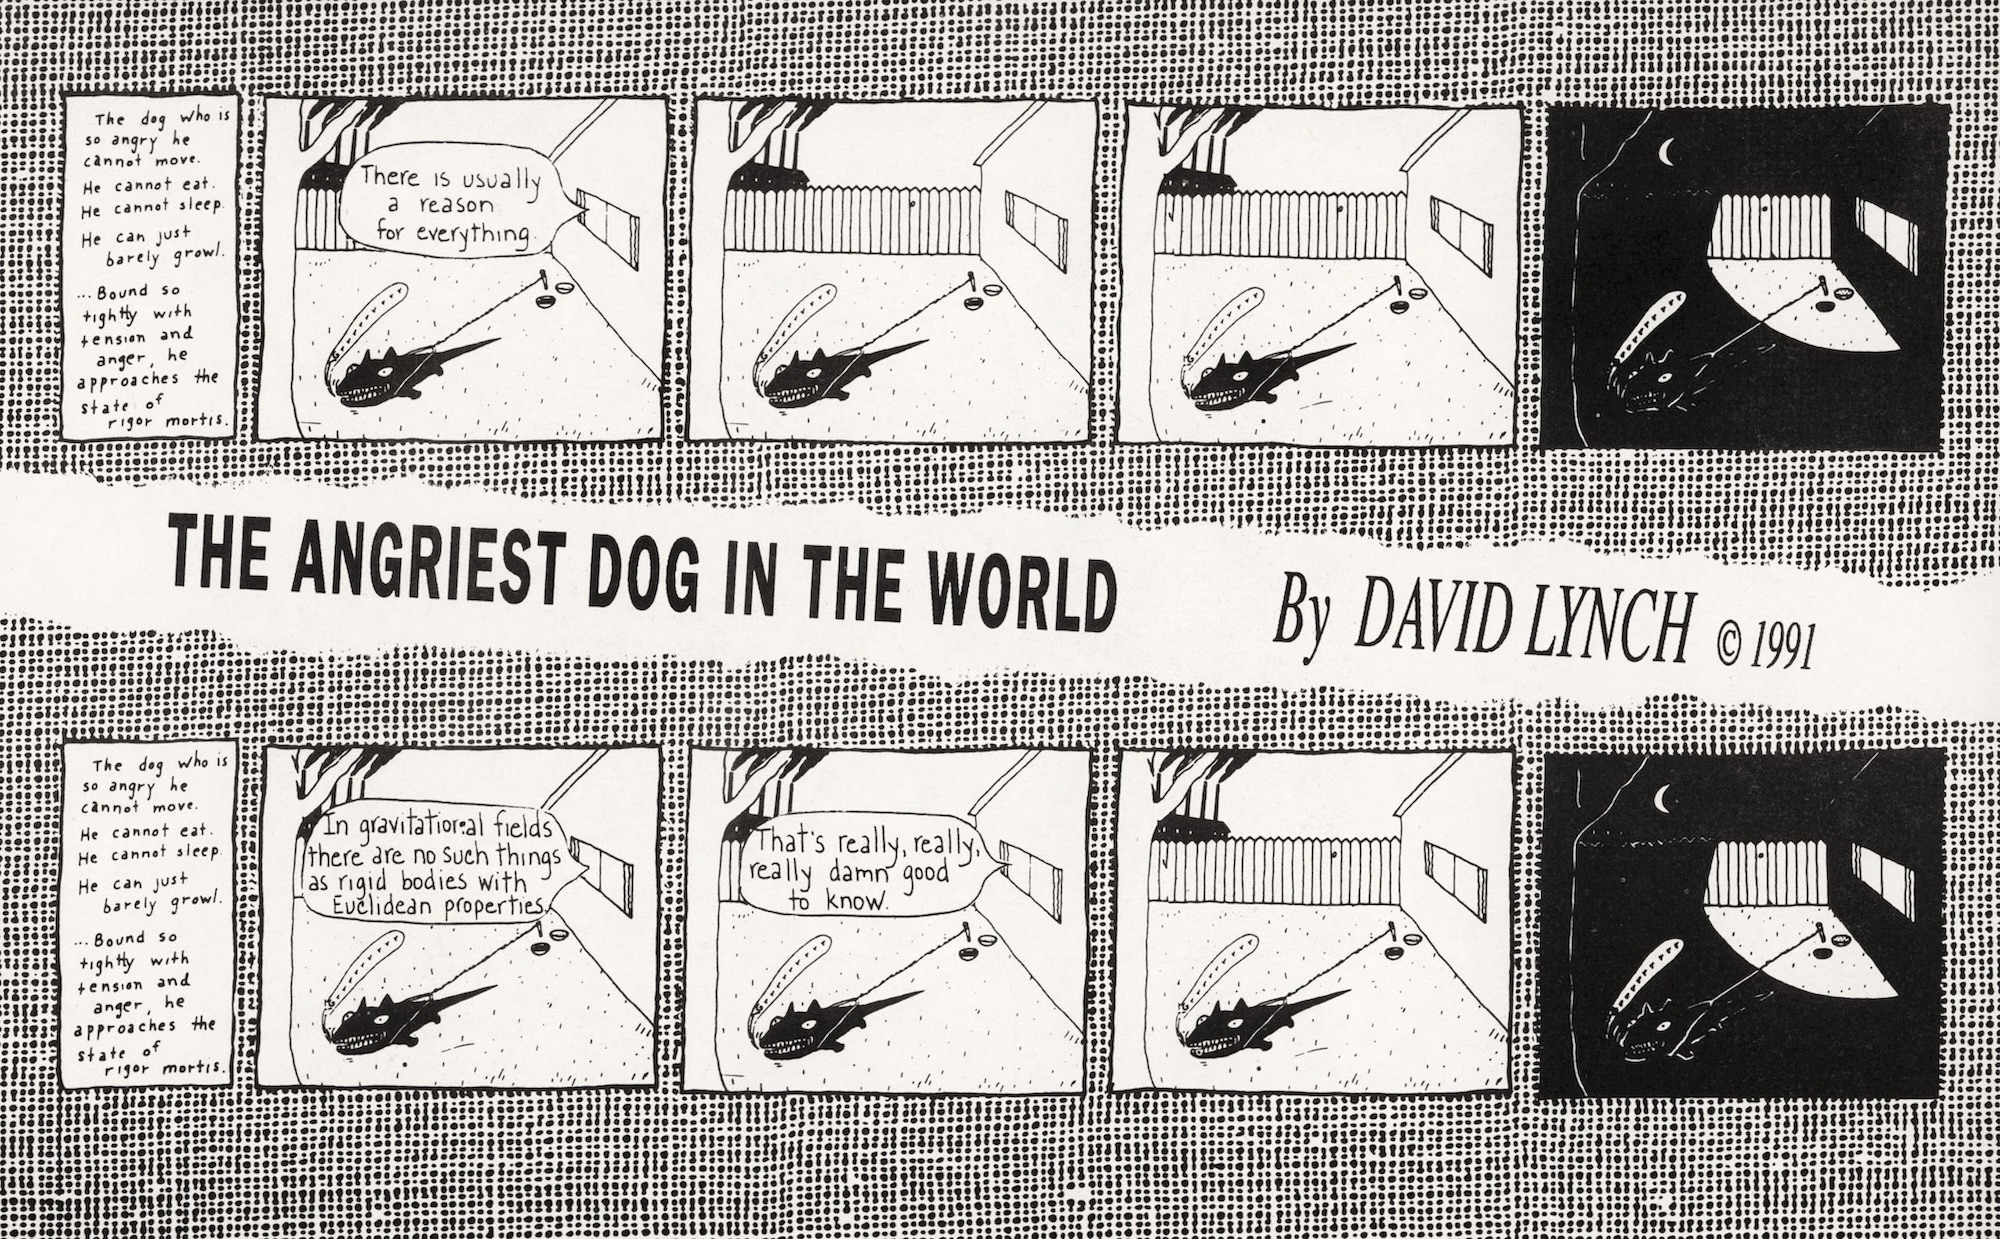 The dog who is
so angry he
cannot move.
He cannot eat.
He cannot sleep.
He can just
barely growl.
...Bound so
tightly with
tension and
anger, he
approaches the
state of
rigor mortis.
There is usually
a reason
for everything.
THE ANGRIEST DOG IN THE WORLD
By DAVID LYNCH © 1991
The dog who is
so angry he
cannot move.
He cannot eat.
He cannot sleep.
He can just
barely growl.
...Bound so
tightly with
tension and
anger, he
approaches the
state of
rigor mortis.
In gravitational fields
there are no such things
as rigid bodies with
Euclidean properties.
That's really, really,
really damn good
to know.